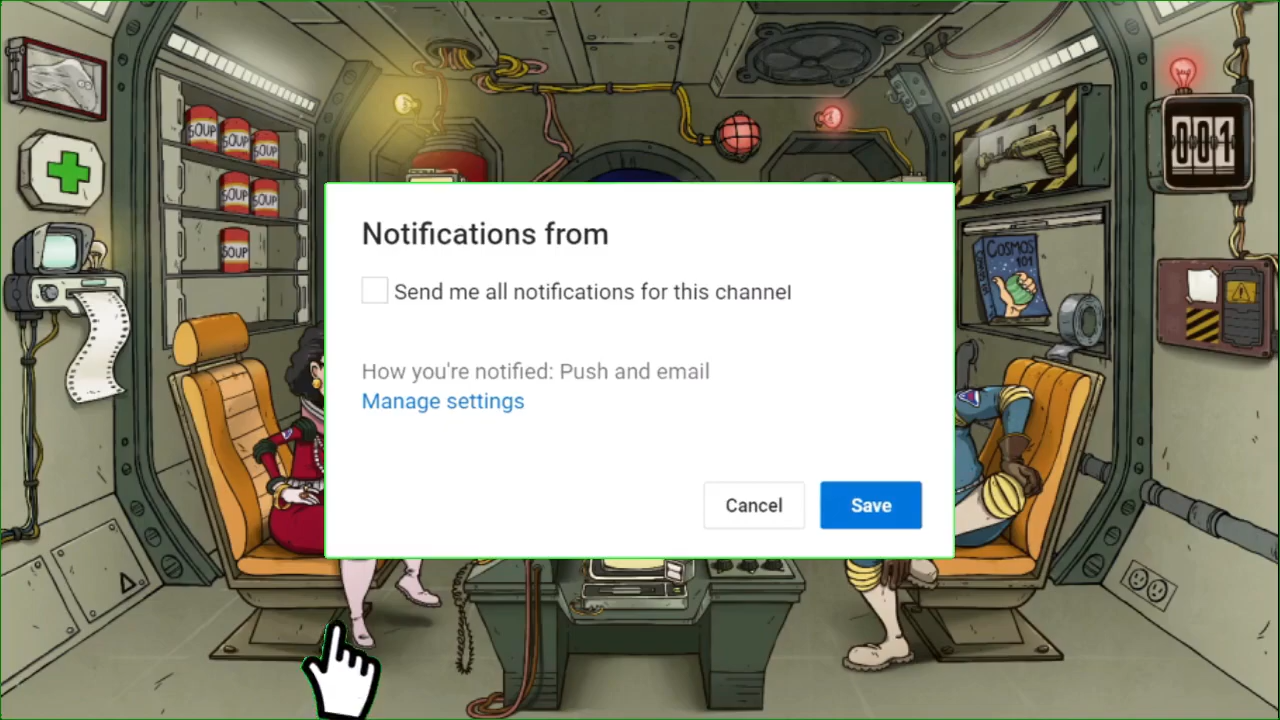 SOUP
SOUP
SOUP
SOUP
SOUP
SOUP
001
COSMOS
101
Notifications from
Send me all notifications for this channel
How you're notified: Push and email
Manage settings
Cancel
Save